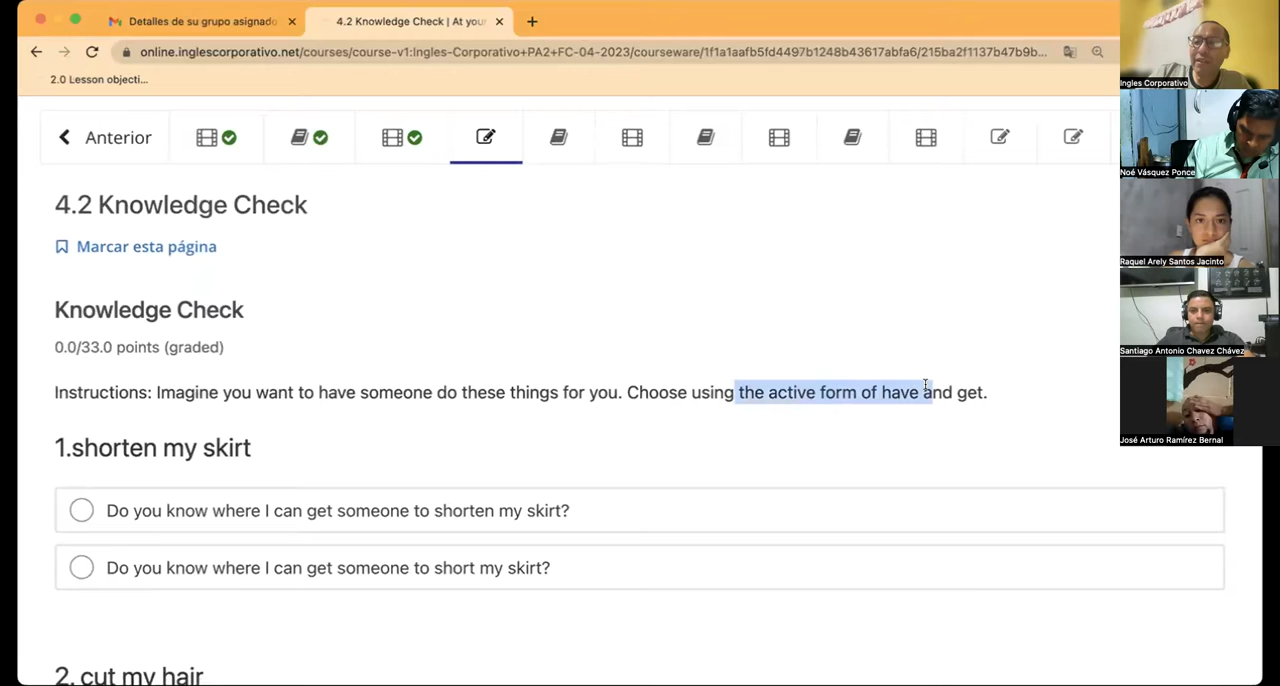 Detalles de su grupo asignado
4.2 Knowledge Check | At your
online.inglescorporativo.net/courses/course-v1:Ingles-Corporativo+PA2+FC-04-2023/courseware/1f1a1aafb5fd4497b1248b43617abfa6/215ba2f1137b47b9b...
2.0 Lesson objecti...
Anterior
4.2 Knowledge Check
Marcar esta página
Knowledge Check
0.0/33.0 points (graded)
Instructions: Imagine you want to have someone do these things for you. Choose using the active form of have and get.
1.shorten my skirt
Do you know where I can get someone to shorten my skirt?
Do you know where I can get someone to short my skirt?
2. cut my hair
Ingles Corporativo
Noé Vásquez Ponce
Raquel Arely Santos Jacinto
Santiago Antonio Chavez Chávez
José Arturo Ramírez Bernal